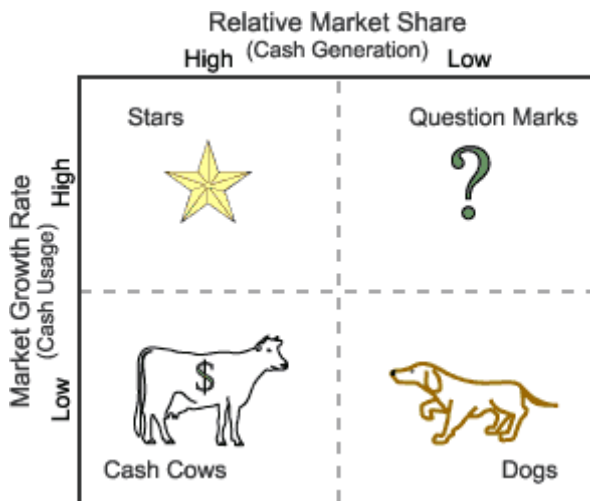 Relative Market Share
(Cash Generation)
High
Low
Market Growth Rate
(Cash Usage)
High
Low
Stars
Question Marks
?
$
Cash Cows
Dogs